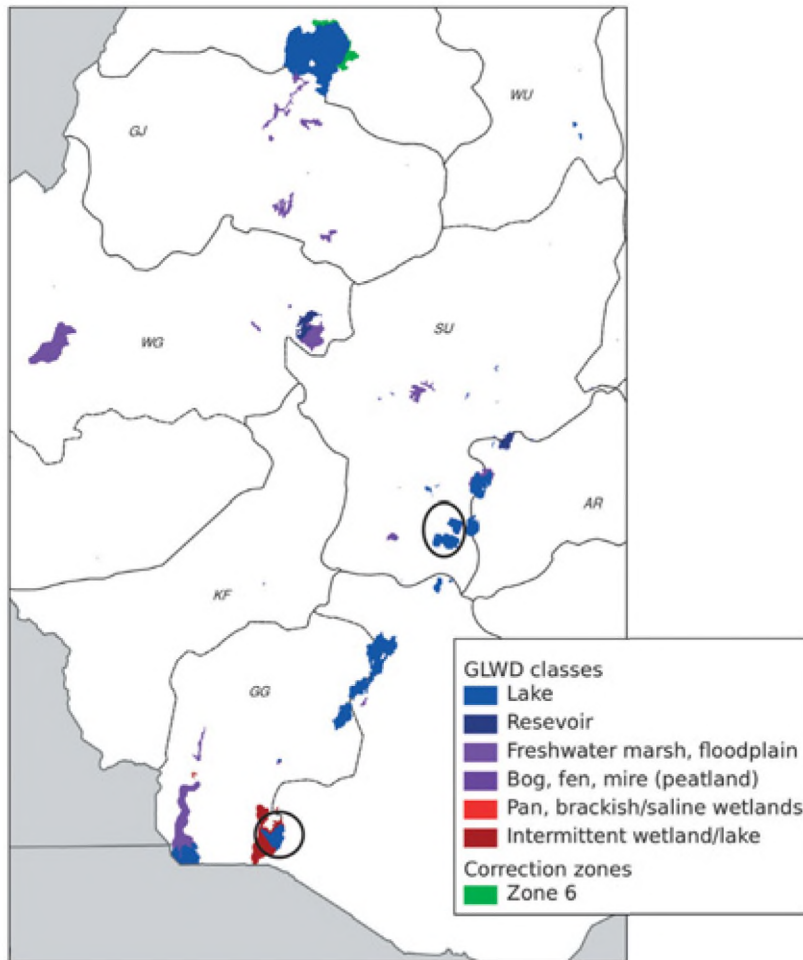 WU
GJ
SU
WG
AR
KF
GG
GLWD classes
Lake
Resevoir
Freshwater marsh, floodplain
Bog, fen, mire (peatland)
Pan, brackish/saline wetlands
Intermittent wetland/lake
Correction zones
Zone 6